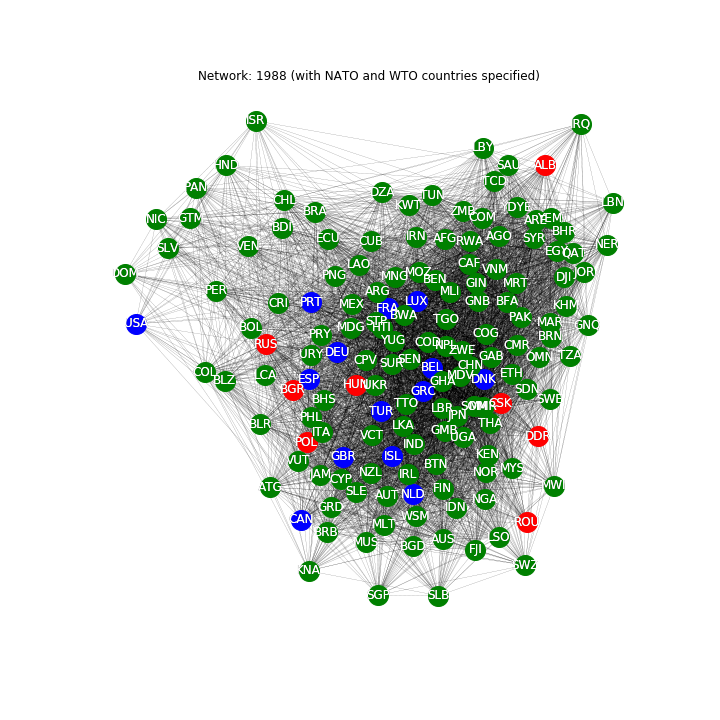 Network: 1988 (with NATO and WTO countries specified)
ISR
IRQ
LBY
HND
SAU
ALB
TCD
PAN
DZA
TUN
CHL
LBN
KWT
BRA
ZMB
COM
DYE
NIC
GTM
ARE
YEM
BDI
BHR
ECU
CUB
IRN
AFG
RWA
AGO
SYR
SLV
VEN
NER
EGY
QAT
LAO
CAF
VNM
DOM
PNG
MNG
MOZ
BEN
DJI
JOR
GIN
MRT
PER
ARG
MLI
CRI
PRT
MEX
FRA
LUX
GNB
BFA
KHM
USA
STP
BWA
TGO
PAK
MAR
GNQ
BOL
MDG
HTI
PRY
COG
BRN
RUS
YUG
COD
NPL
ZWE
CMR
URY
DEU
CPV
SUR
SEN
GAB
OMN
TZA
COL
BLZ
LCA
ESP
BEL
CHN
MDV
DNK
ETH
BGR
HUN
UKR
GRC
GHA
SDN
BHS
TUR
TTO
LBR
CSK
SWE
BLR
PHL
ITA
LKA
JPN
THA
POL
VCT
GMB
UGA
DDR
IND
VUT
GBR
ISL
KEN
JAM
CYP
NZL
IRL
BTN
NOR
MYS
ATG
SLE
AUT
NLD
FIN
NGA
MWI
GRD
IDN
CAN
BRB
MLT
WSM
ROU
MUS
BGD
AUS
FJI
LSO
KNA
SWZ
SGP
SLB